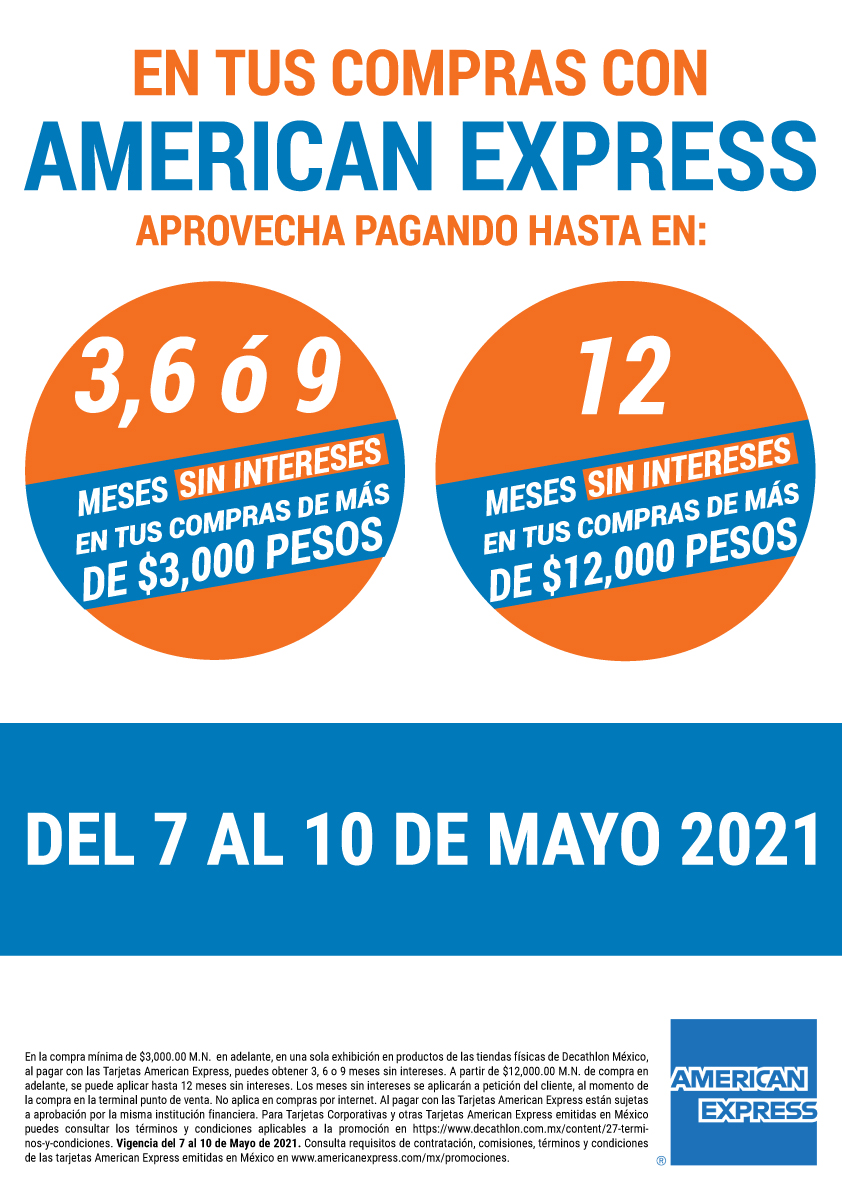 EN TUS COMPRAS CON
AMERICAN EXPRESS
APROVECHA PAGANDO HASTA EN:
3,6 ó 9
MESES SIN INTERESES
EN TUS COMPRAS DE MÁS
DE $3,000 PESOS
12
MESES SIN INTERESES
EN TUS COMPRAS DE MÁS
DE $12,000 PESOS
DEL 7 AL 10 DE MAYO 2021
En la compra mínima de $3,000.00 M.N. en adelante, en una sola exhibición en productos de las tiendas físicas de Decathlon México,
al pagar con las Tarjetas American Express, puedes obtener 3, 6 o 9 meses sin intereses. A partir de $12,000.00 M.N. de compra en
adelante, se puede aplicar hasta 12 meses sin intereses. Los meses sin intereses se aplicarán a petición del cliente, al momento de
la compra en la terminal punto de venta. No aplica en compras por internet. Al pagar con las Tarjetas American Express están sujetas
a aprobación por la misma institución financiera. Para Tarjetas Corporativas y otras Tarjetas American Express emitidas en México
puedes consultar los términos y condiciones aplicables a la promoción en https://www.decathlon.com.mx/content/27-termi-
nos-y-condiciones. Vigencia del 7 al 10 de Mayo de 2021. Consulta requisitos de contratación, comisiones, términos y condiciones
de las tarjetas American Express emitidas en México en www.americanexpress.com/mx/promociones.
AMERICAN
EXPRESS
®